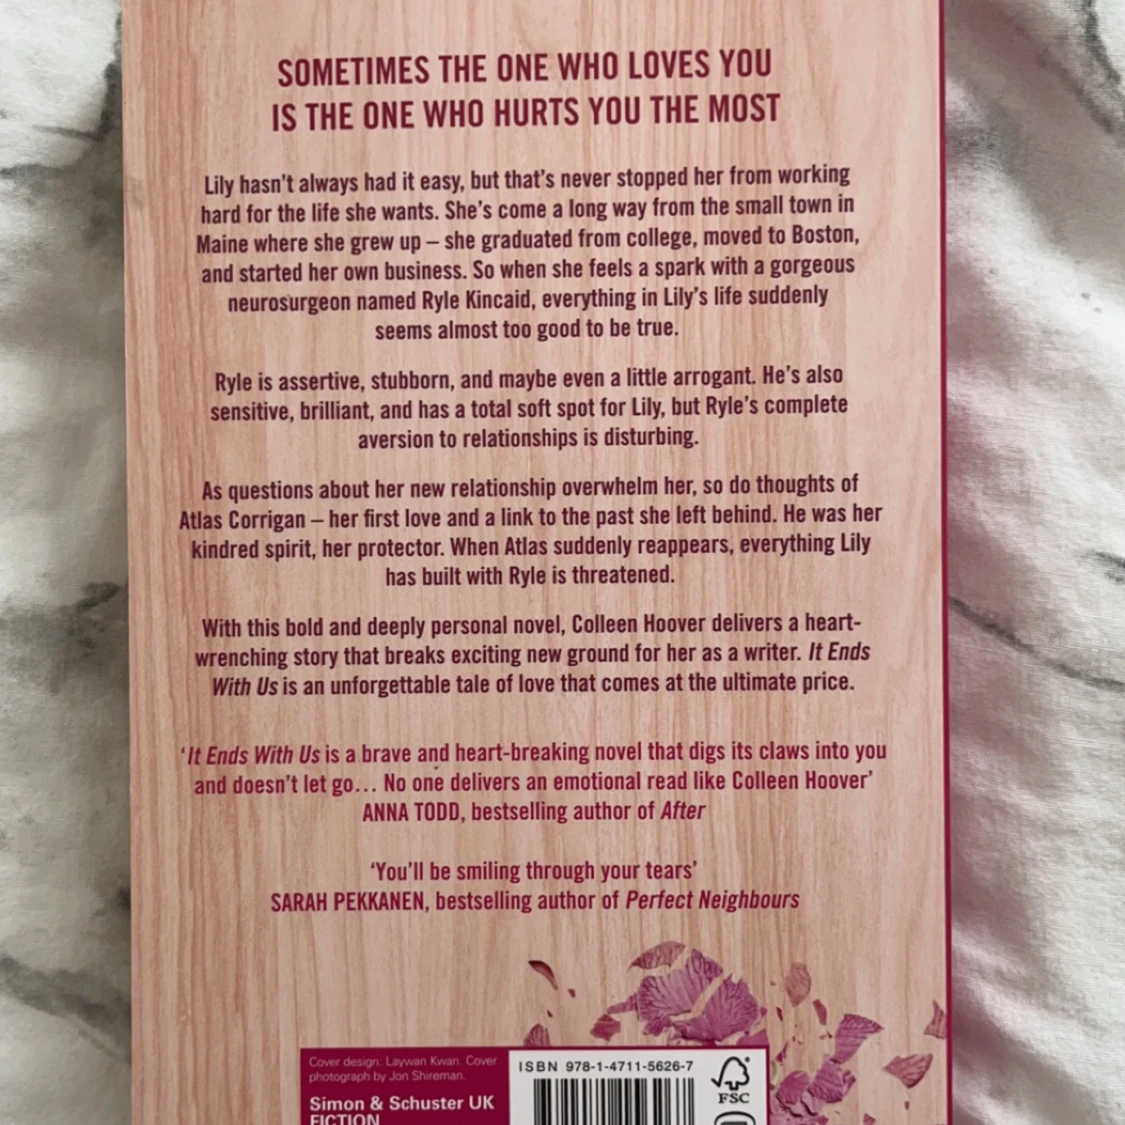 SOMETIMES THE ONE WHO LOVES YOU
IS THE ONE WHO HURTS YOU THE MOST
Lily hasn't always had it easy, but that's never stopped her from working
hard for the life she wants. She's come a long way from the small town in
Maine where she grew up – she graduated from college, moved to Boston,
and started her own business. So when she feels a spark with a gorgeous
neurosurgeon named Ryle Kincaid, everything in Lily's life suddenly
seems almost too good to be true.
Ryle is assertive, stubborn, and maybe even a little arrogant. He's also
sensitive, brilliant, and has a total soft spot for Lily, but Ryle's complete
aversion to relationships is disturbing.
As questions about her new relationship overwhelm her, so do thoughts of
Atlas Corrigan – her first love and a link to the past she left behind. He was her
kindred spirit, her protector. When Atlas suddenly reappears, everything Lily
has built with Ryle is threatened.
With this bold and deeply personal novel, Colleen Hoover delivers a heart-
wrenching story that breaks exciting new ground for her as a writer. It Ends
With Us is an unforgettable tale of love that comes at the ultimate price.
'It Ends With Us is a brave and heart-breaking novel that digs its claws into you
and doesn't let go… No one delivers an emotional read like Colleen Hoover'
ANNA TODD, bestselling author of After
'You'll be smiling through your tears'
SARAH PEKKANEN, bestselling author of Perfect Neighbours
Cover design: Laywan Kwan. Cover
photograph by Jon Shireman.
Simon & Schuster UK
FICTION
ISBN 978-1-4711-5626-7
FSC